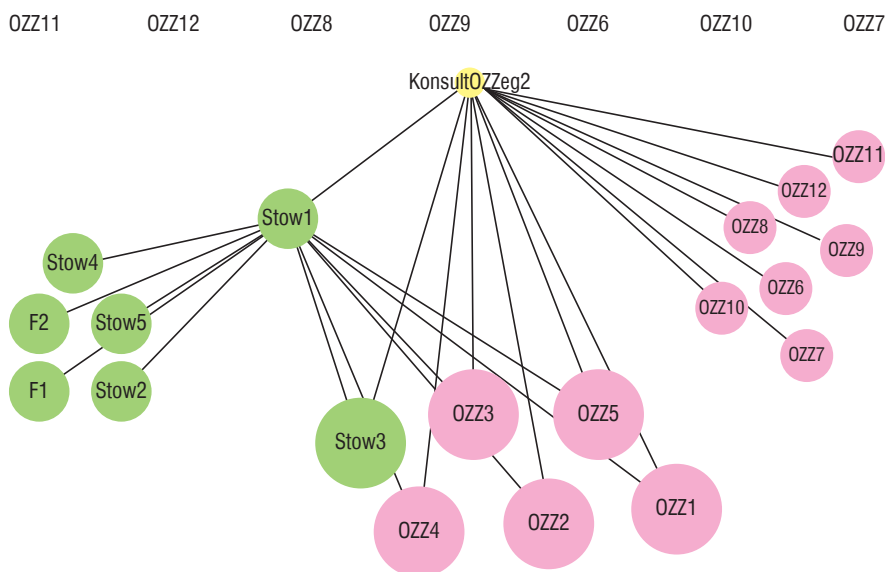 OZZ11 OZZ12 OZZ8 OZZ9 OZZ6 OZZ10 OZZ7
KonsultOZZeg2
OZZ11
OZZ12
Stow1
OZZ8
OZZ9
Stow4
OZZ6
OZZ10
F2 Stow5
OZZ7
F1 Stow2
OZZ3 OZZ5
Stow3
OZZ1
OZZ2
OZZ4